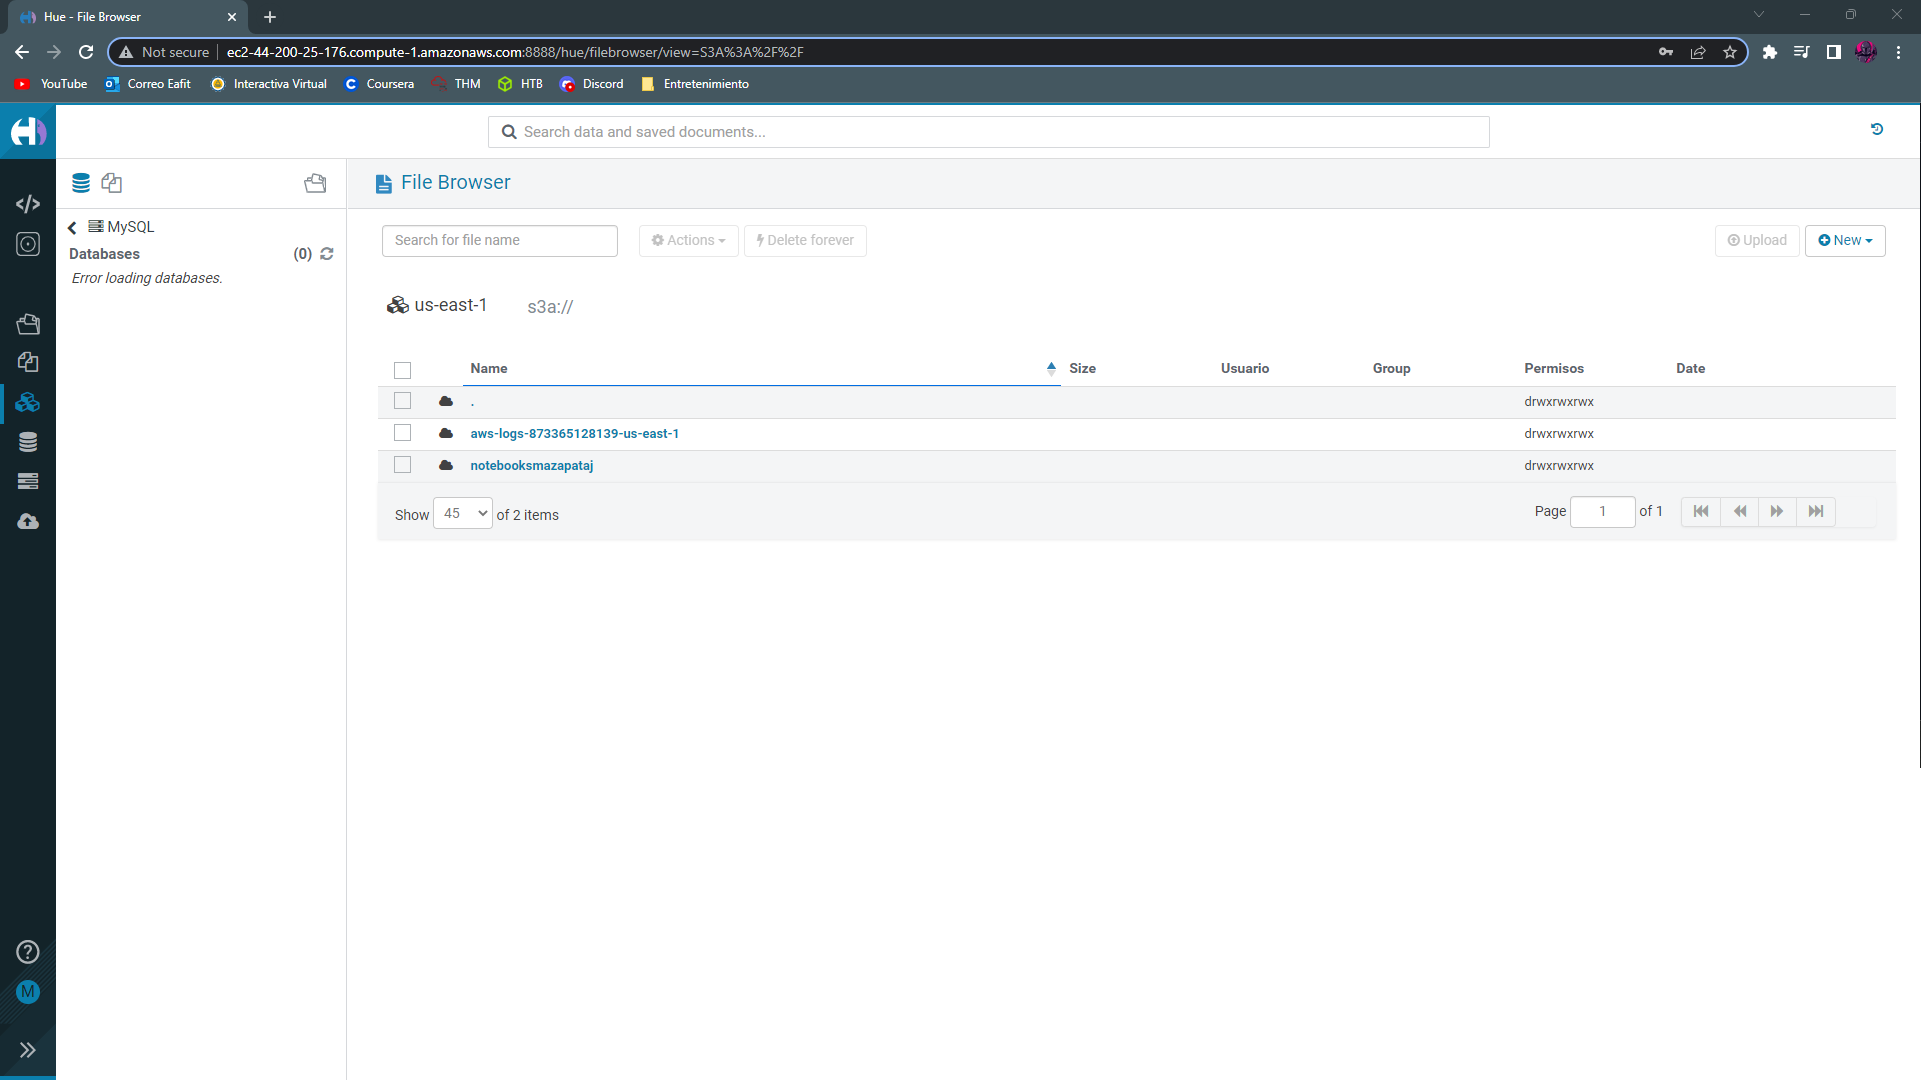 Hue - File Browser
Not secure ec2-44-200-25-176.compute-1.amazonaws.com:8888/hue/filebrowser/view=S3A%3A%2F%2F
YouTube Correo Eafit Interactiva Virtual Coursera THM HTB Discord Entretenimiento
Search data and saved documents...
File Browser
MySQL
Databases (0)
Error loading databases.
Search for file name Actions Delete forever Upload New
us-east-1 s3a://
Name Size Usuario Group Permisos Date
. drwxrwxrwx
aws-logs-873365128139-us-east-1 drwxrwxrwx
notebooksmazapataj drwxrwxrwx
Show 45 of 2 items Page 1 of 1
M